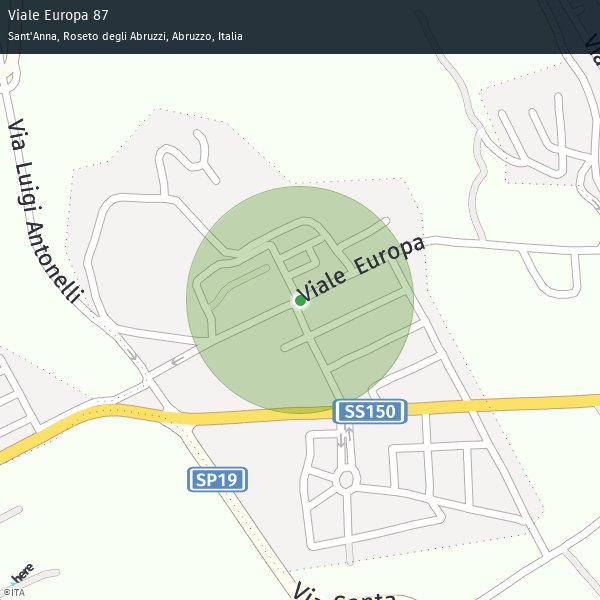 Viale Europa 87
Sant'Anna, Roseto degli Abruzzi, Abruzzo, Italia
Via Luigi Antonelli
Viale Europa
SS150
SP19
here
©ITA